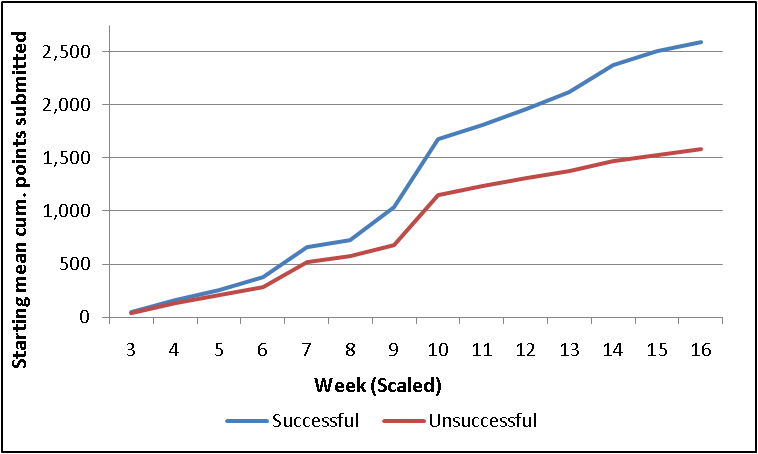 Starting mean cum. points submitted
2,500
2,000
1,500
1,000
500
0
3 4 5 6 7 8 9 10 11 12 13 14 15 16
Week (Scaled)
Successful Unsuccessful